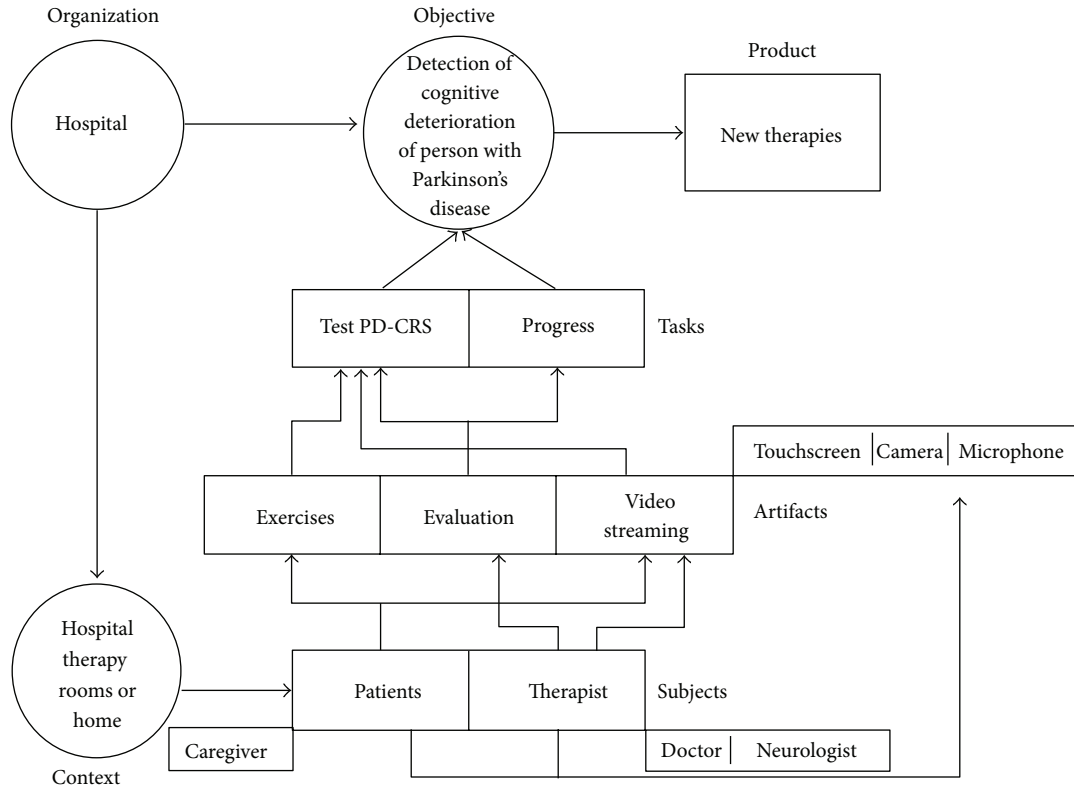 Organization
Objective
Product
Hospital
Detection of
cognitive
deterioration
of person with
Parkinson's
disease
New therapies
Test PD-CRS
Progress
Tasks
Touchscreen
Camera
Microphone
Exercises
Evaluation
Video
streaming
Artifacts
Hospital
therapy
rooms or
home
Patients
Therapist
Subjects
Caregiver
Doctor
Neurologist
Context